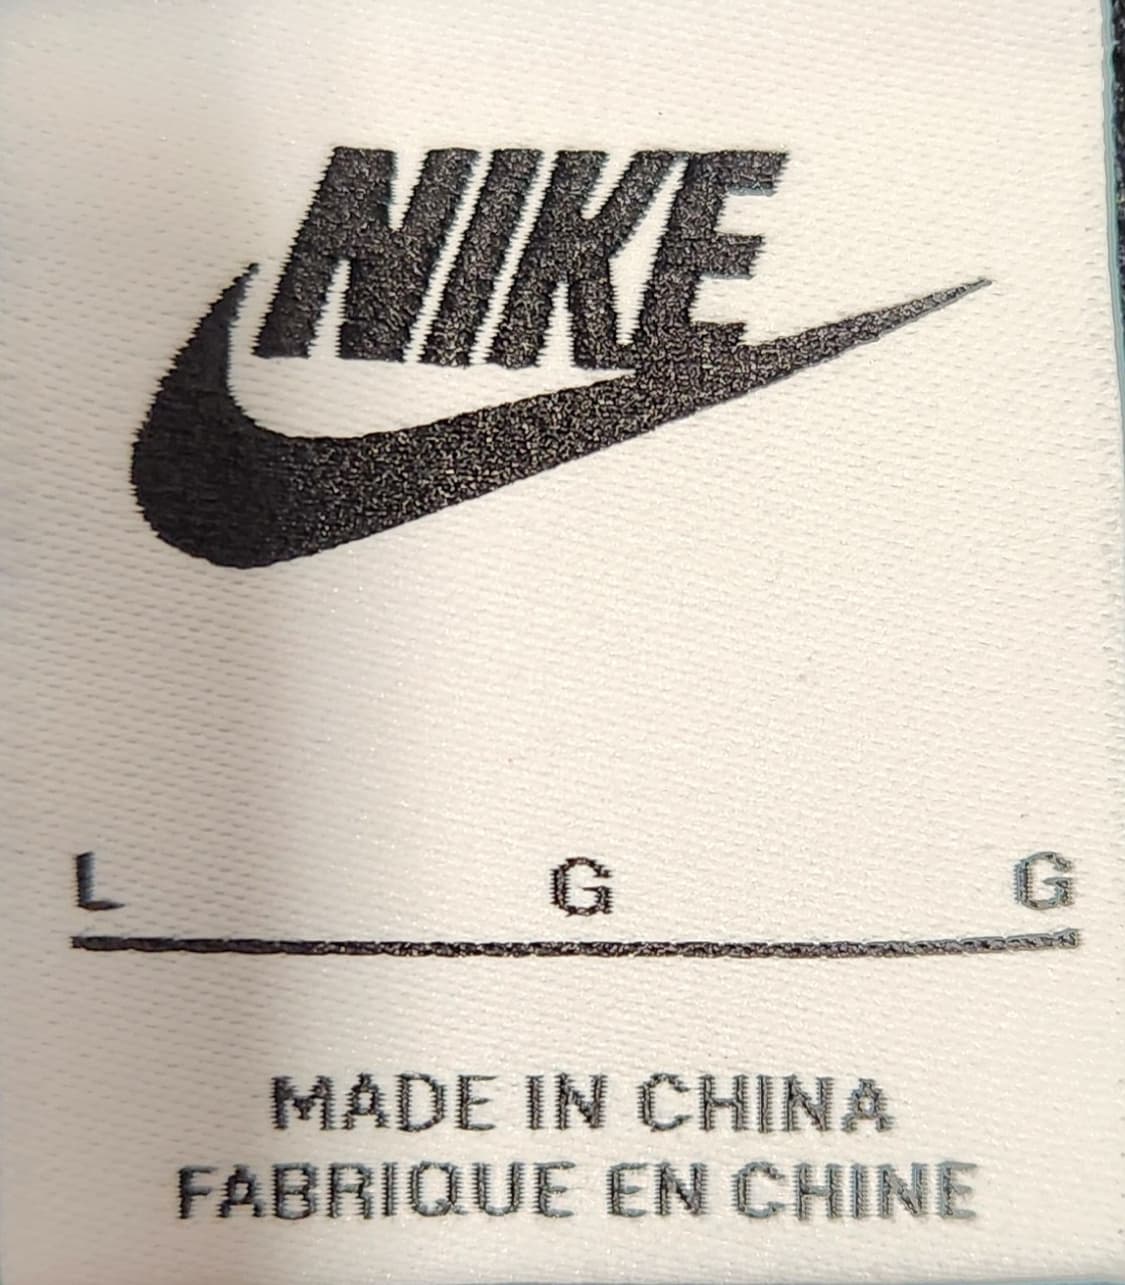 NIKE
L G G
MADE IN CHINA
FABRIQUE EN CHINE